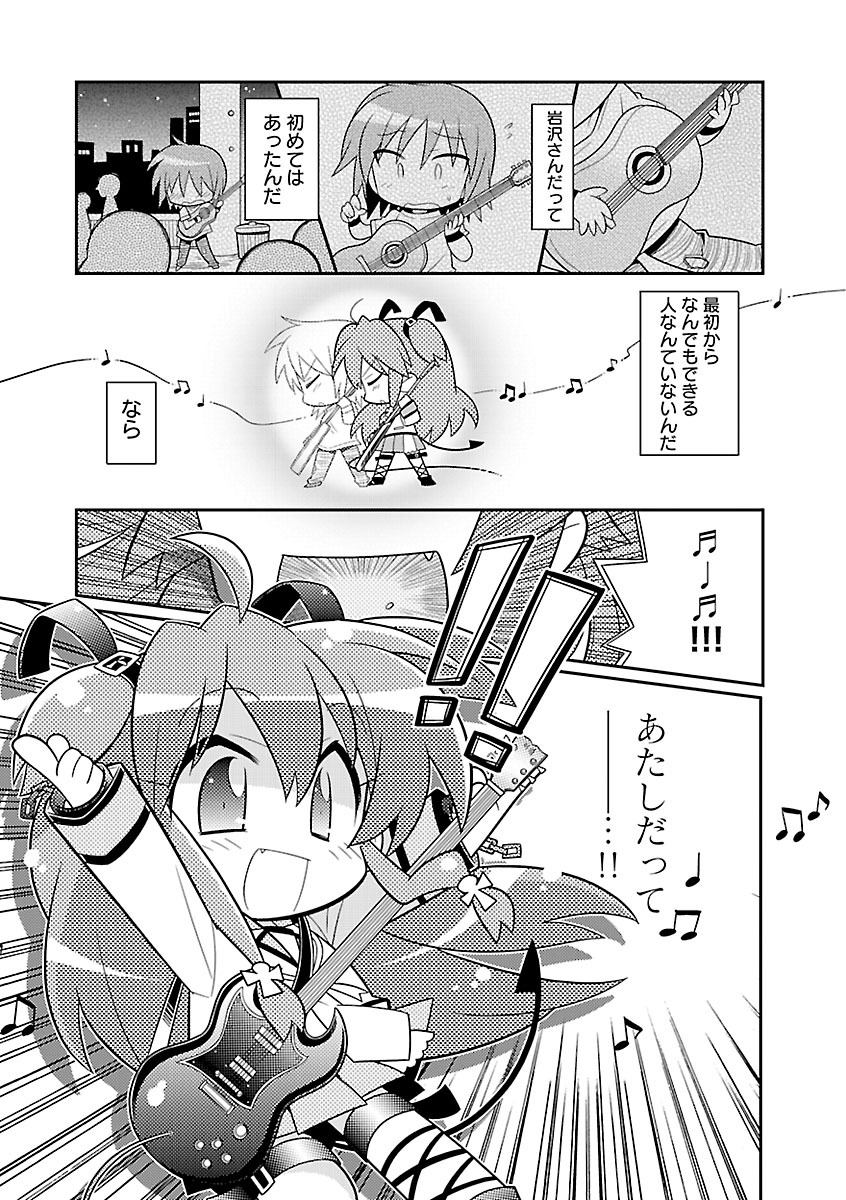 岩沢さんだって
初めては
あったんだ
最初から
なんでもできる
人なんていないんだ
なら
!!!
!!
あたしだって
――…!!